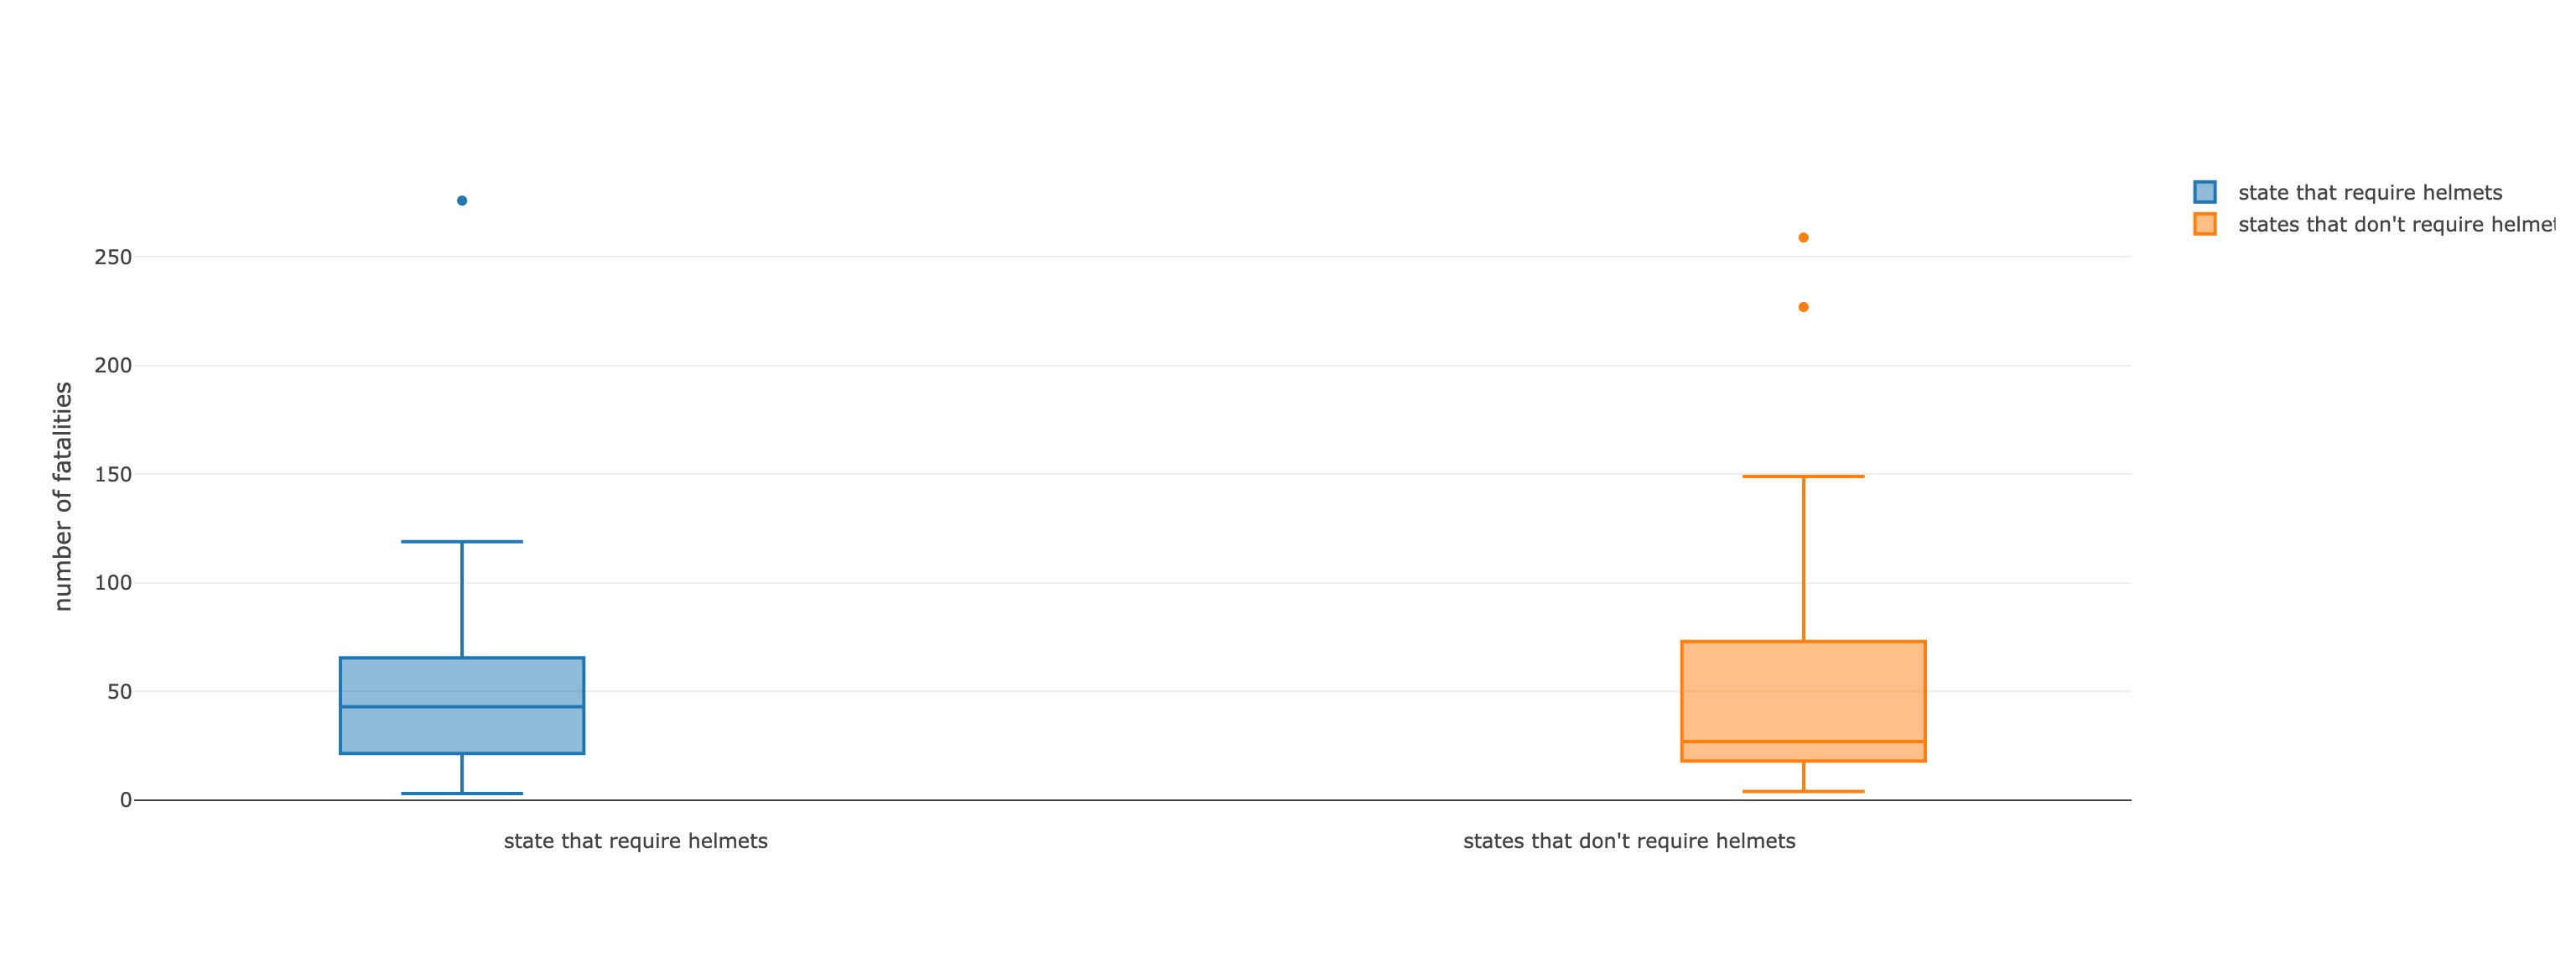 state that require helmets
states that don't require helmet
250
200
150
100
50
0
number of fatalities
state that require helmets
states that don't require helmets